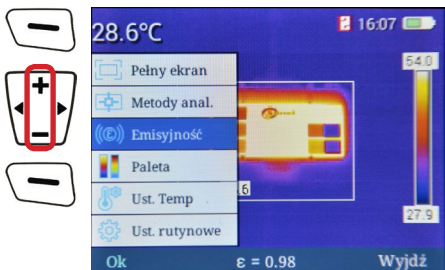 28.6°C
16:07
54.0
Pełny ekran
Metody anal.
Emisyjność
Paleta
.6
Ust. Temp
27.9
Ust. rutynowe
Ok
ε = 0.98
Wyjdź